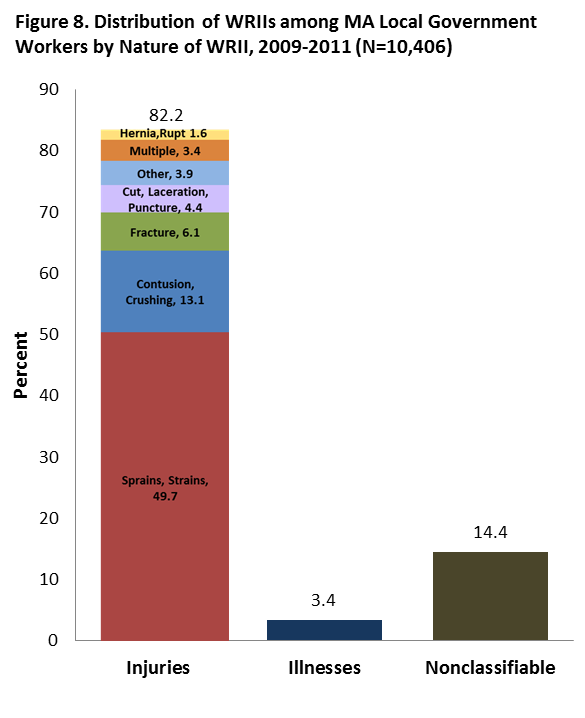 Figure 8. Distribution of WRIIs among MA Local Government
Workers by Nature of WRII, 2009-2011 (N=10,406)
90
80
70
60
50
40
30
20
10
0
Percent
82.2
Hernia,Rupt 1.6
Multiple, 3.4
Other, 3.9
Cut, Laceration,
Puncture, 4.4
Fracture, 6.1
Contusion,
Crushing, 13.1
Sprains, Strains,
49.7
3.4
14.4
Injuries
Illnesses
Nonclassifiable